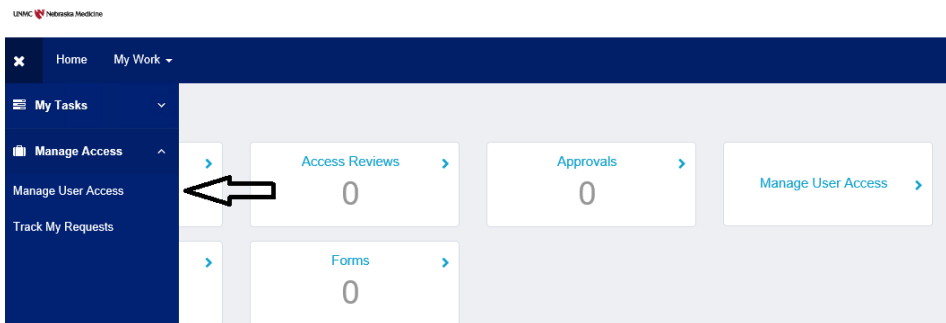 UNMC Nebraska Medicine
Home My Work
My Tasks
Manage Access
Manage User Access
Track My Requests
Access Reviews
0
Approvals
0
Manage User Access
Forms
0